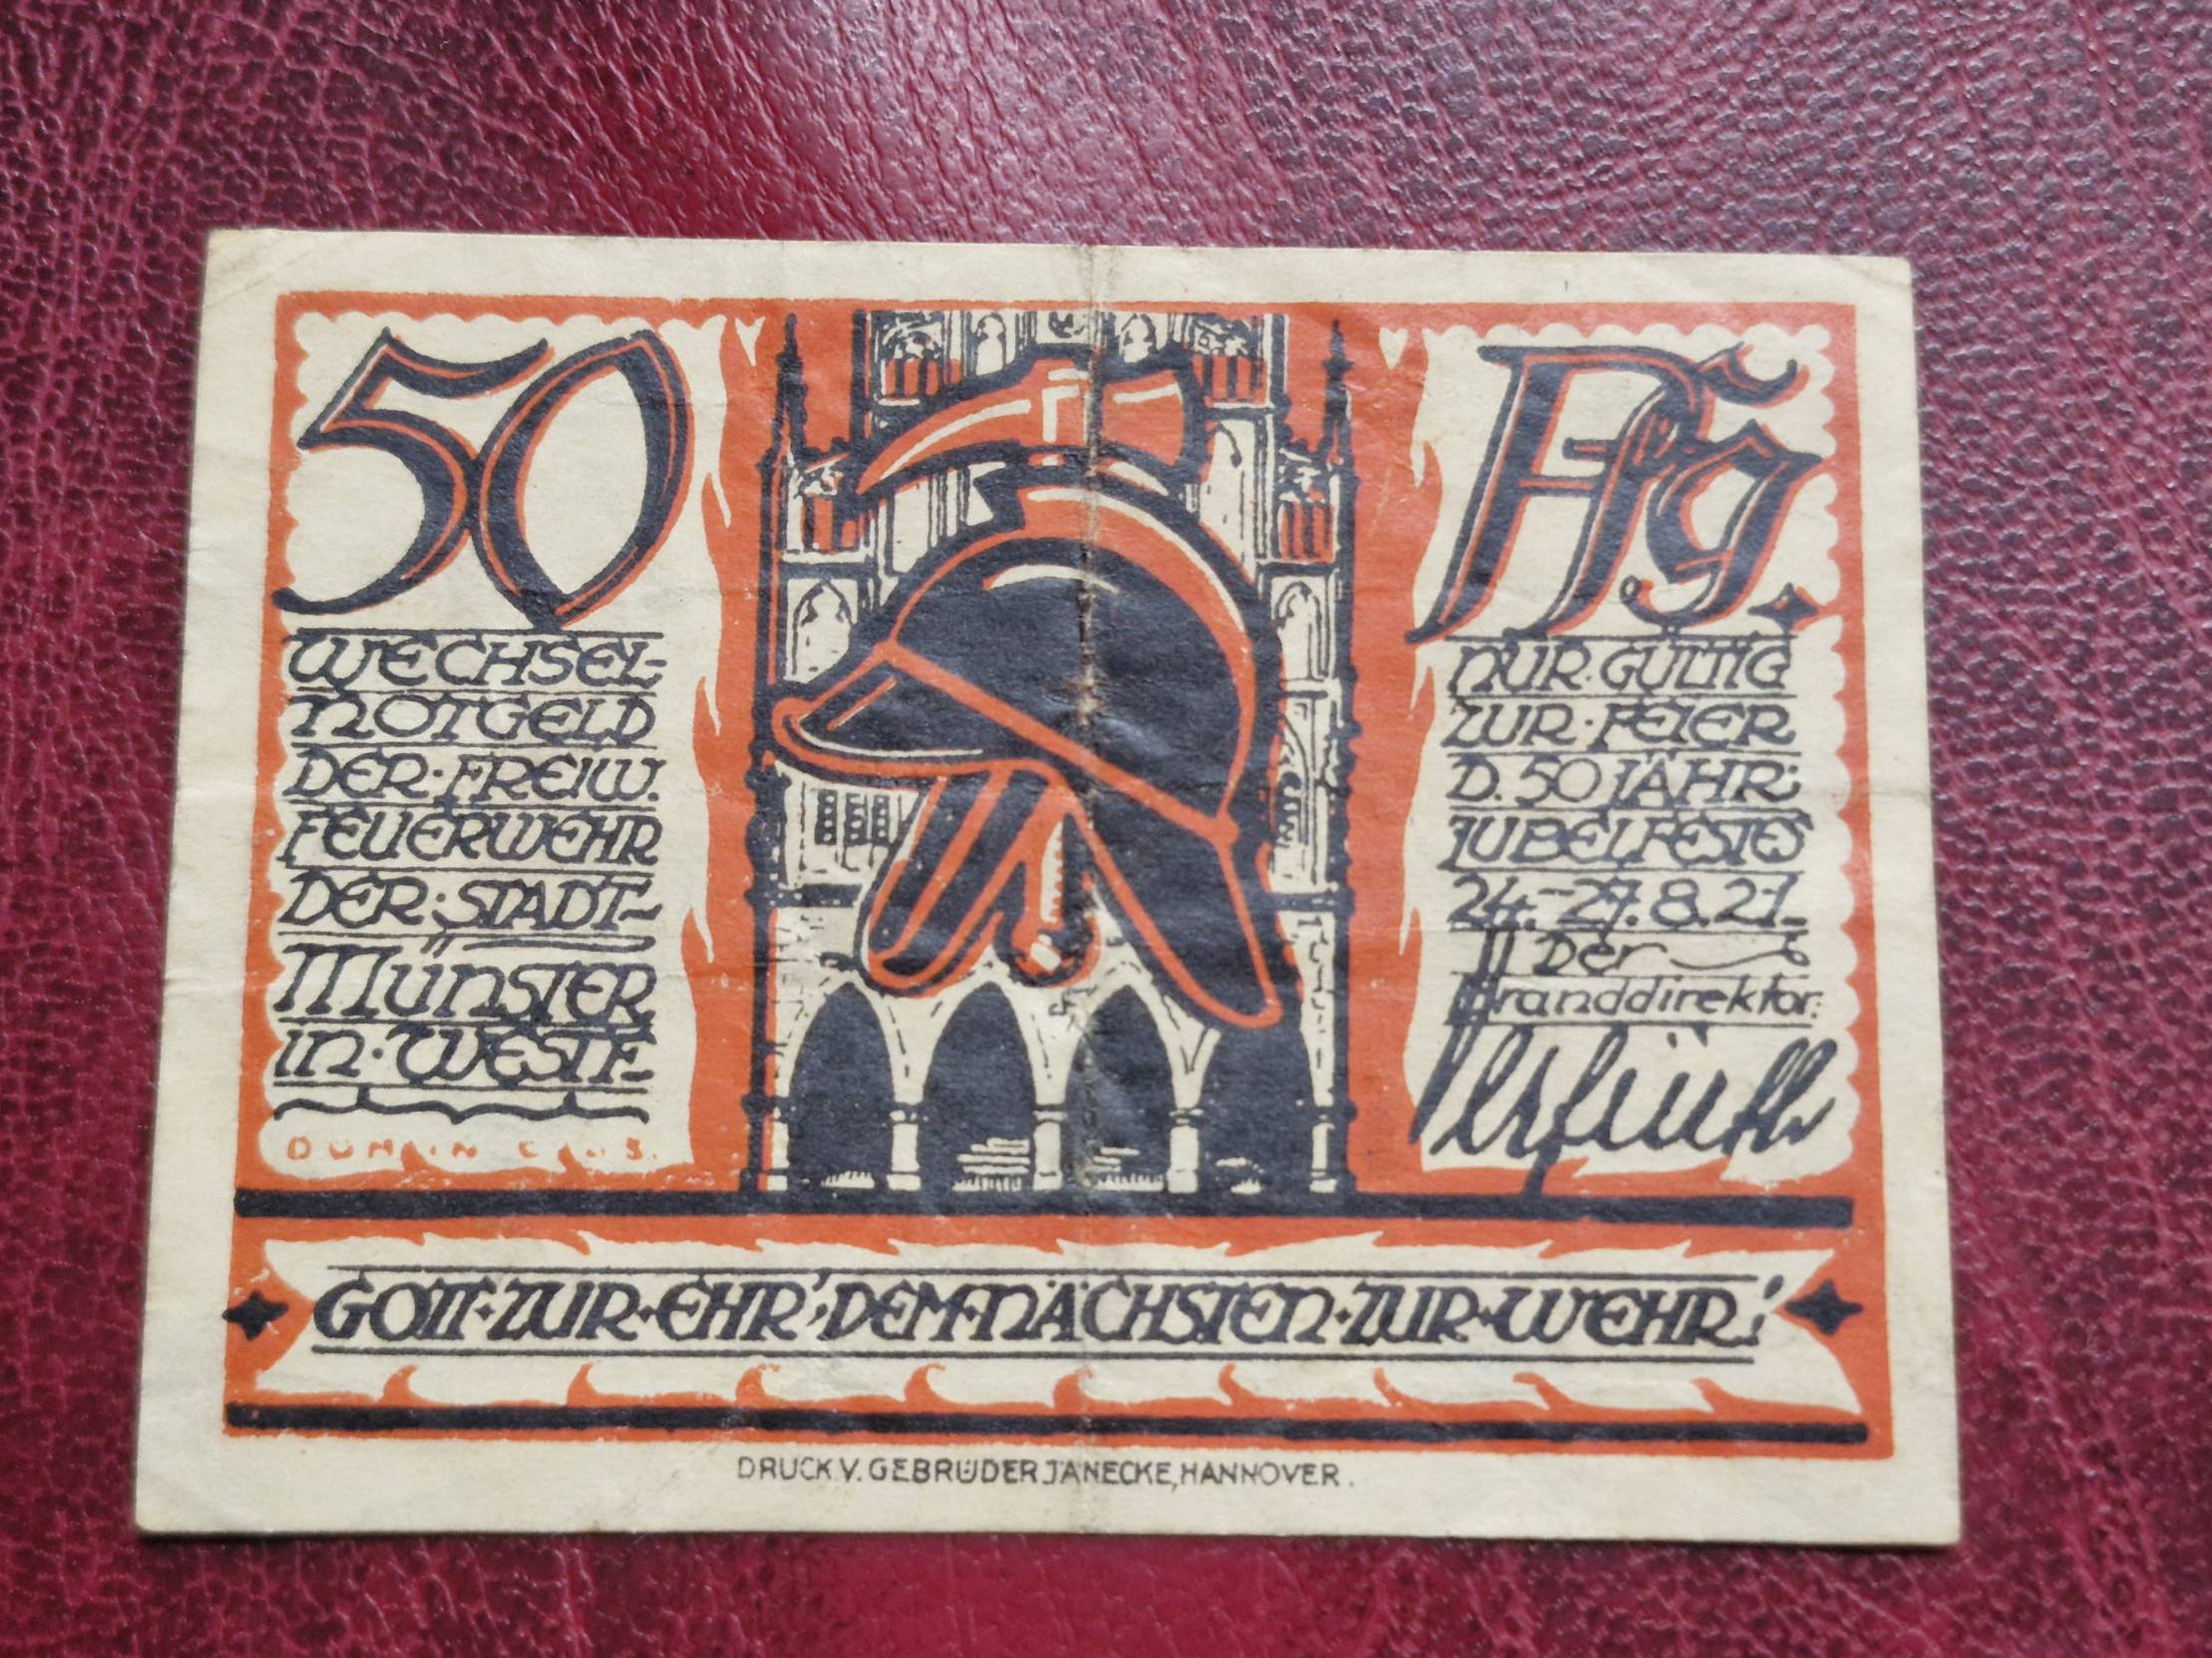 50
WECHSEL-
NOTGELD
DER·FREIW.
FEUERWEHR
DER·STADT
MÜNSTER
IN·WESTF.
Pfg.
NUR·GÜLTIG
ZUR·FEIER
D. 50 JÄHR.
JUBELFESTES
24.-27.8.21.
Der
Branddirektor:
GOTT·ZUR·EHR',DEM·NÄCHSTEN·ZUR·WEHR!
DRUCK V. GEBRÜDER JÄNECKE, HANNOVER.